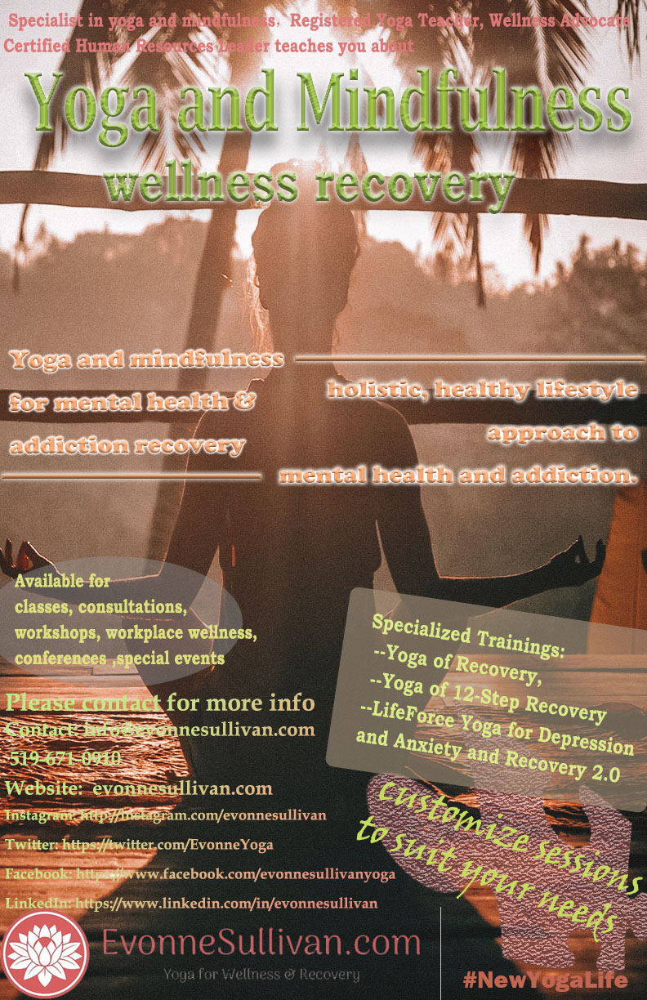 Specialist in yoga and mindfulness, Registered Yoga Teacher, Wellness Advocate
Certified Human Resources Leader teaches you about
Yoga and Mindfulness
wellness recovery
Yoga and mindfulness
for mental health &
addiction recovery
holistic, healthy lifestyle
approach to
mental health and addiction.
Available for
classes, consultations,
workshops, workplace wellness,
conferences ,special events
Specialized Trainings:
--Yoga of Recovery,
--Yoga of 12-Step Recovery
--LifeForce Yoga for Depression
and Anxiety and Recovery 2.0
Please contact for more info
Contact: info@evonnesullivan.com
519-671-0910
Website: evonnesullivan.com
Instagram: http://instagram.com/evonnesullivan
Twitter: https://twitter.com/EvonneYoga
Facebook: https://www.facebook.com/evonnesullivanyoga
LinkedIn: https://www.linkedin.com/in/evonnesullivan
customize sessions
to suit your needs
EvonneSullivan.com
Yoga for Wellness & Recovery
#NewYogaLife